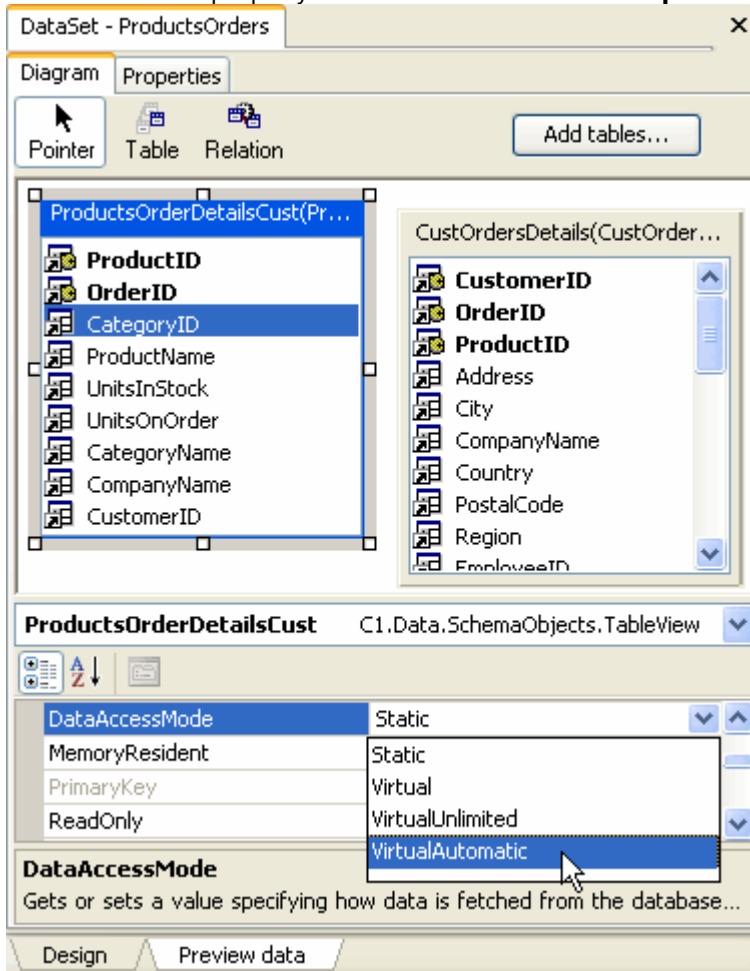 DataSet - ProductsOrders
Diagram Properties
Pointer Table Relation Add tables...
ProductsOrderDetailsCust(Pr...
ProductID
OrderID
CategoryID
ProductName
UnitsInStock
UnitsOnOrder
CategoryName
CompanyName
CustomerID
CustOrdersDetails(CustOrder...
CustomerID
OrderID
ProductID
Address
City
CompanyName
Country
PostalCode
Region
EmployeeID
ProductsOrderDetailsCust C1.Data.SchemaObjects.TableView
DataAccessMode Static
MemoryResident
PrimaryKey
ReadOnly
Static
Virtual
VirtualUnlimited
VirtualAutomatic
DataAccessMode
Gets or sets a value specifying how data is fetched from the database...
Design Preview data